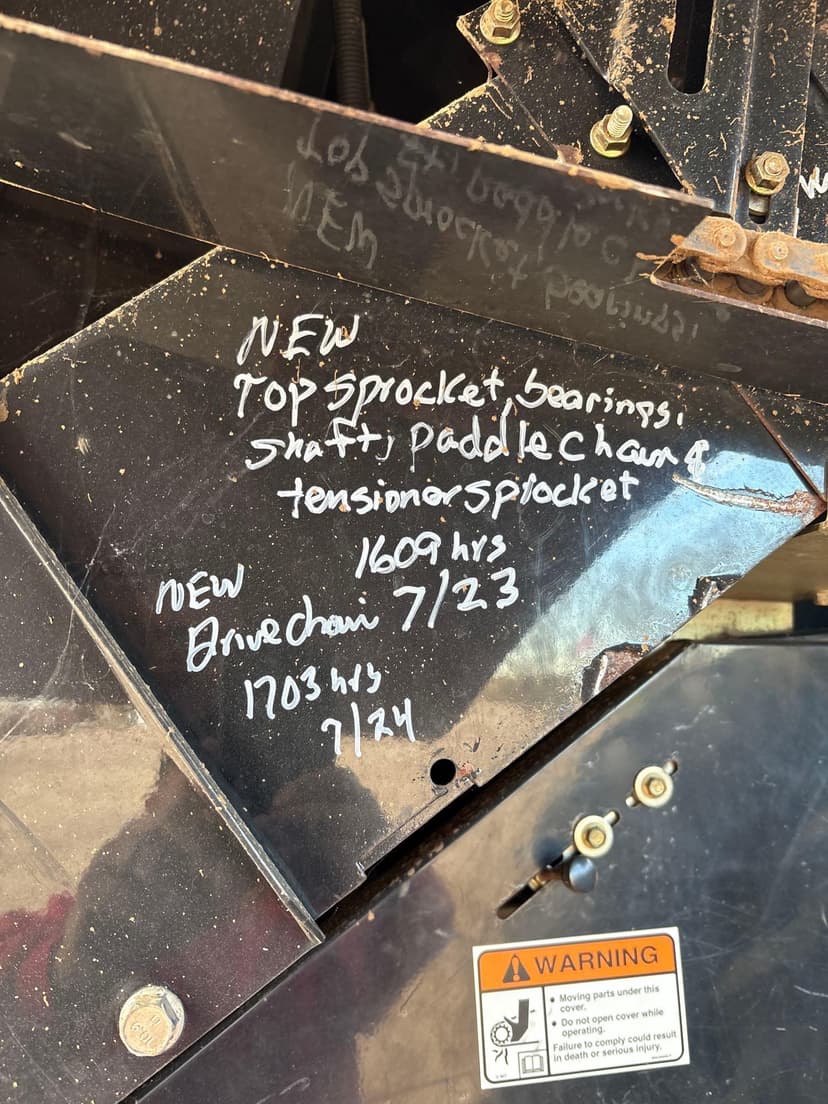 NEW
Top sprocket, bearings,
shaft, paddle chain &
tensioner sprocket
1609 hrs
7/23
NEW
Drive chain
1703 hrs
7/24
WARNING
• Moving parts under this
cover.
• Do not open cover while
operating.
Failure to comply could result
in death or serious injury.
10.9